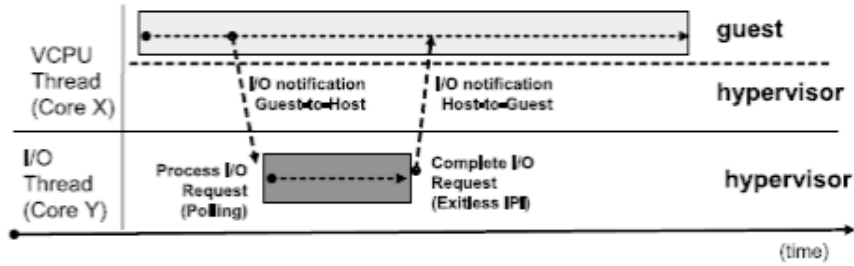 guest
VCPU
Thread
(Core X)
I/O notification
Guest-to-Host
I/O notification
Host-to-Guest
hypervisor
I/O
Thread
(Core Y)
Process I/O
Request
(Polling)
Complete I/O
Request
(Exitless IPI)
hypervisor
(time)